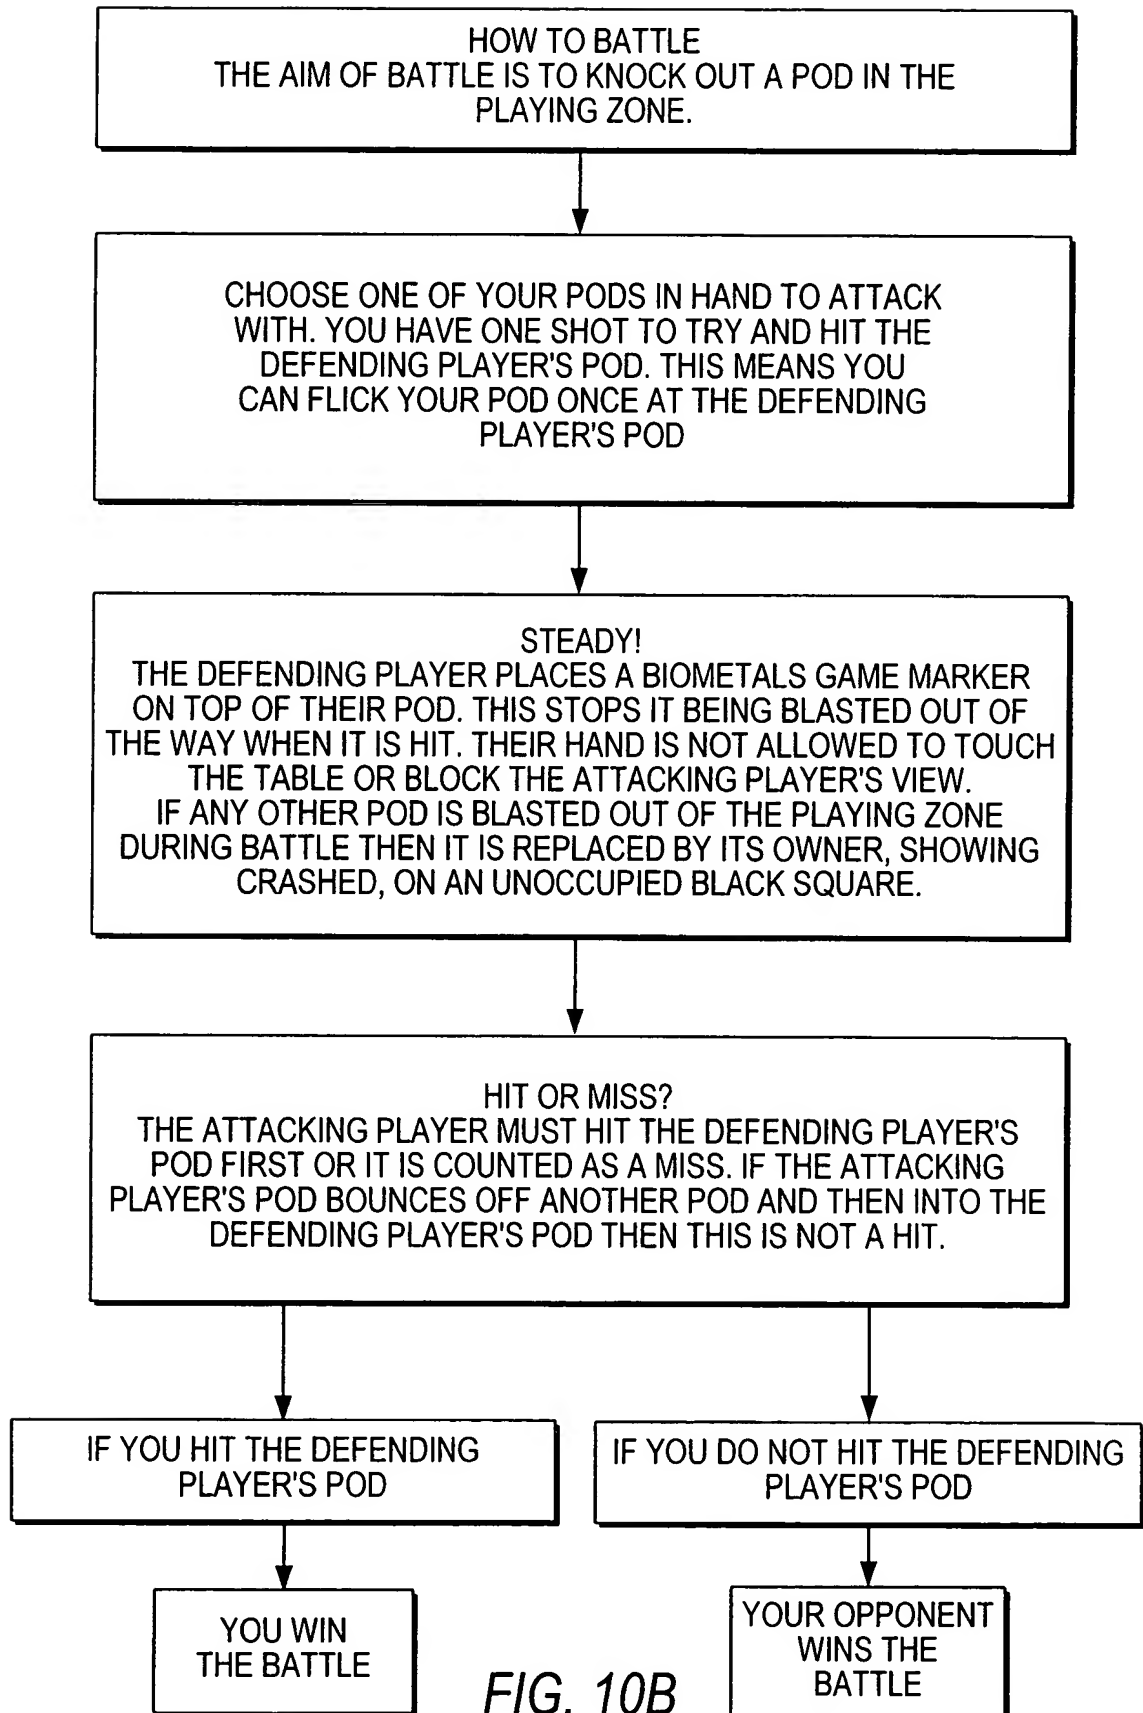 HOW TO BATTLE
THE AIM OF BATTLE IS TO KNOCK OUT A POD IN THE
PLAYING ZONE.
CHOOSE ONE OF YOUR PODS IN HAND TO ATTACK
WITH. YOU HAVE ONE SHOT TO TRY AND HIT THE
DEFENDING PLAYER'S POD. THIS MEANS YOU
CAN FLICK YOUR POD ONCE AT THE DEFENDING
PLAYER'S POD
STEADY!
THE DEFENDING PLAYER PLACES A BIOMETALS GAME MARKER
ON TOP OF THEIR POD. THIS STOPS IT BEING BLASTED OUT OF
THE WAY WHEN IT IS HIT. THEIR HAND IS NOT ALLOWED TO TOUCH
THE TABLE OR BLOCK THE ATTACKING PLAYER'S VIEW.
IF ANY OTHER POD IS BLASTED OUT OF THE PLAYING ZONE
DURING BATTLE THEN IT IS REPLACED BY ITS OWNER, SHOWING
CRASHED, ON AN UNOCCUPIED BLACK SQUARE.
HIT OR MISS?
THE ATTACKING PLAYER MUST HIT THE DEFENDING PLAYER'S
POD FIRST OR IT IS COUNTED AS A MISS. IF THE ATTACKING
PLAYER'S POD BOUNCES OFF ANOTHER POD AND THEN INTO THE
DEFENDING PLAYER'S POD THEN THIS IS NOT A HIT.
IF YOU HIT THE DEFENDING
PLAYER'S POD
IF YOU DO NOT HIT THE DEFENDING
PLAYER'S POD
YOU WIN
THE BATTLE
YOUR OPPONENT
WINS THE
BATTLE
FIG. 10B